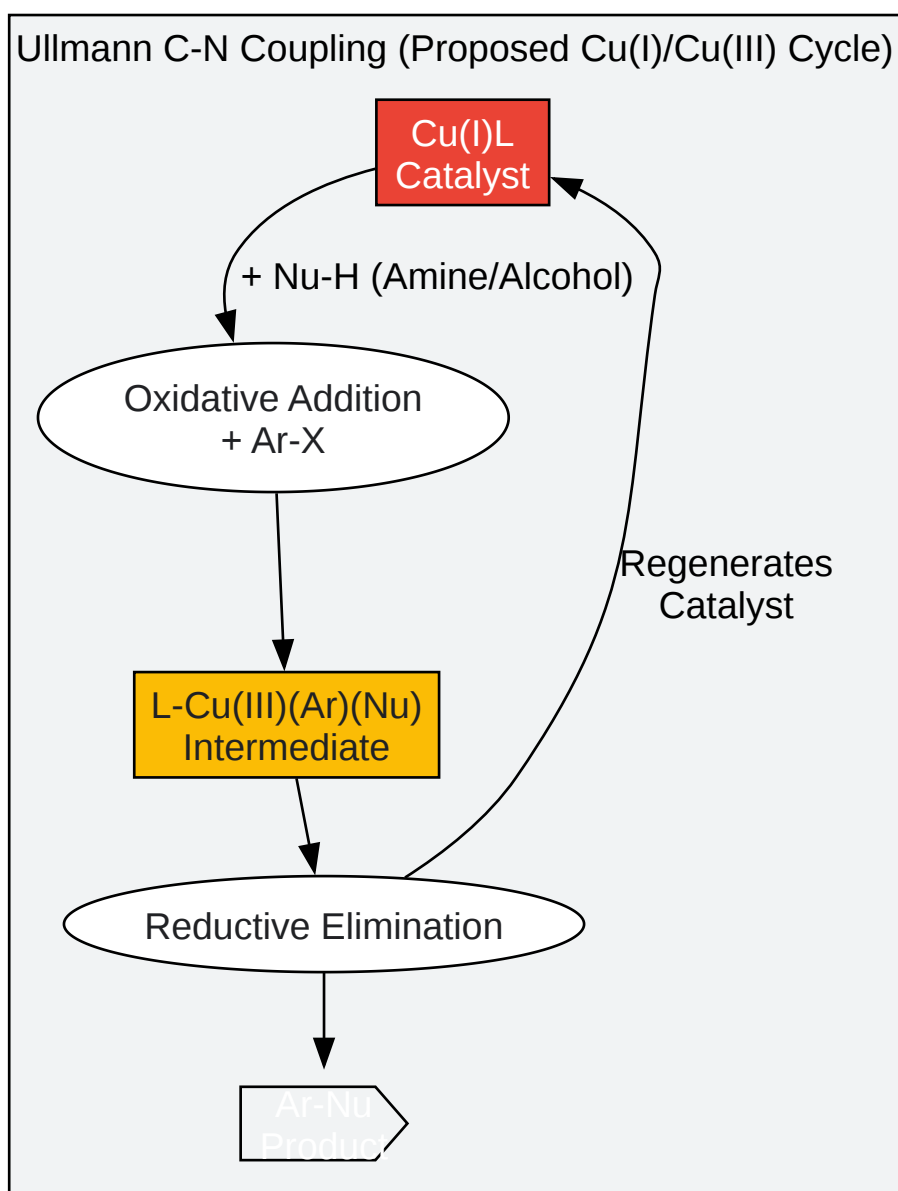 Ullmann C-N Coupling (Proposed Cu(I)/Cu(III) Cycle)
Cu(I)L
Catalyst
+ Nu-H (Amine/Alcohol)
Oxidative Addition
+ Ar-X
Regenerates
Catalyst
L-Cu(III)(Ar)(Nu)
Intermediate
Reductive Elimination
Ar-Nu
Product